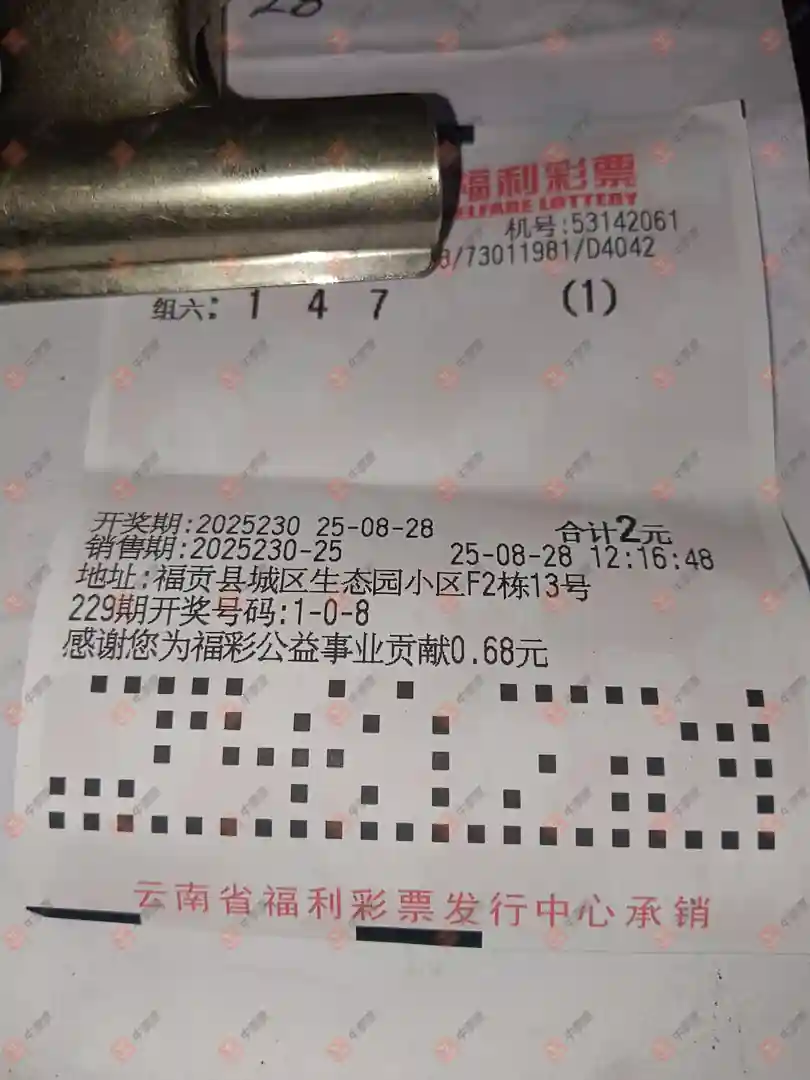 28
福利彩票
WELFARE LOTTERY
机号:53142061
/73011981/D4042
组六: 1 4 7 (1)
开奖期:2025230 25-08-28 合计2元
销售期:2025230-25 25-08-28 12:16:48
地址:福贡县城区生态园小区F2栋13号
229期开奖号码:1-0-8
感谢您为福彩公益事业贡献0.68元
云南省福利彩票发行中心承销